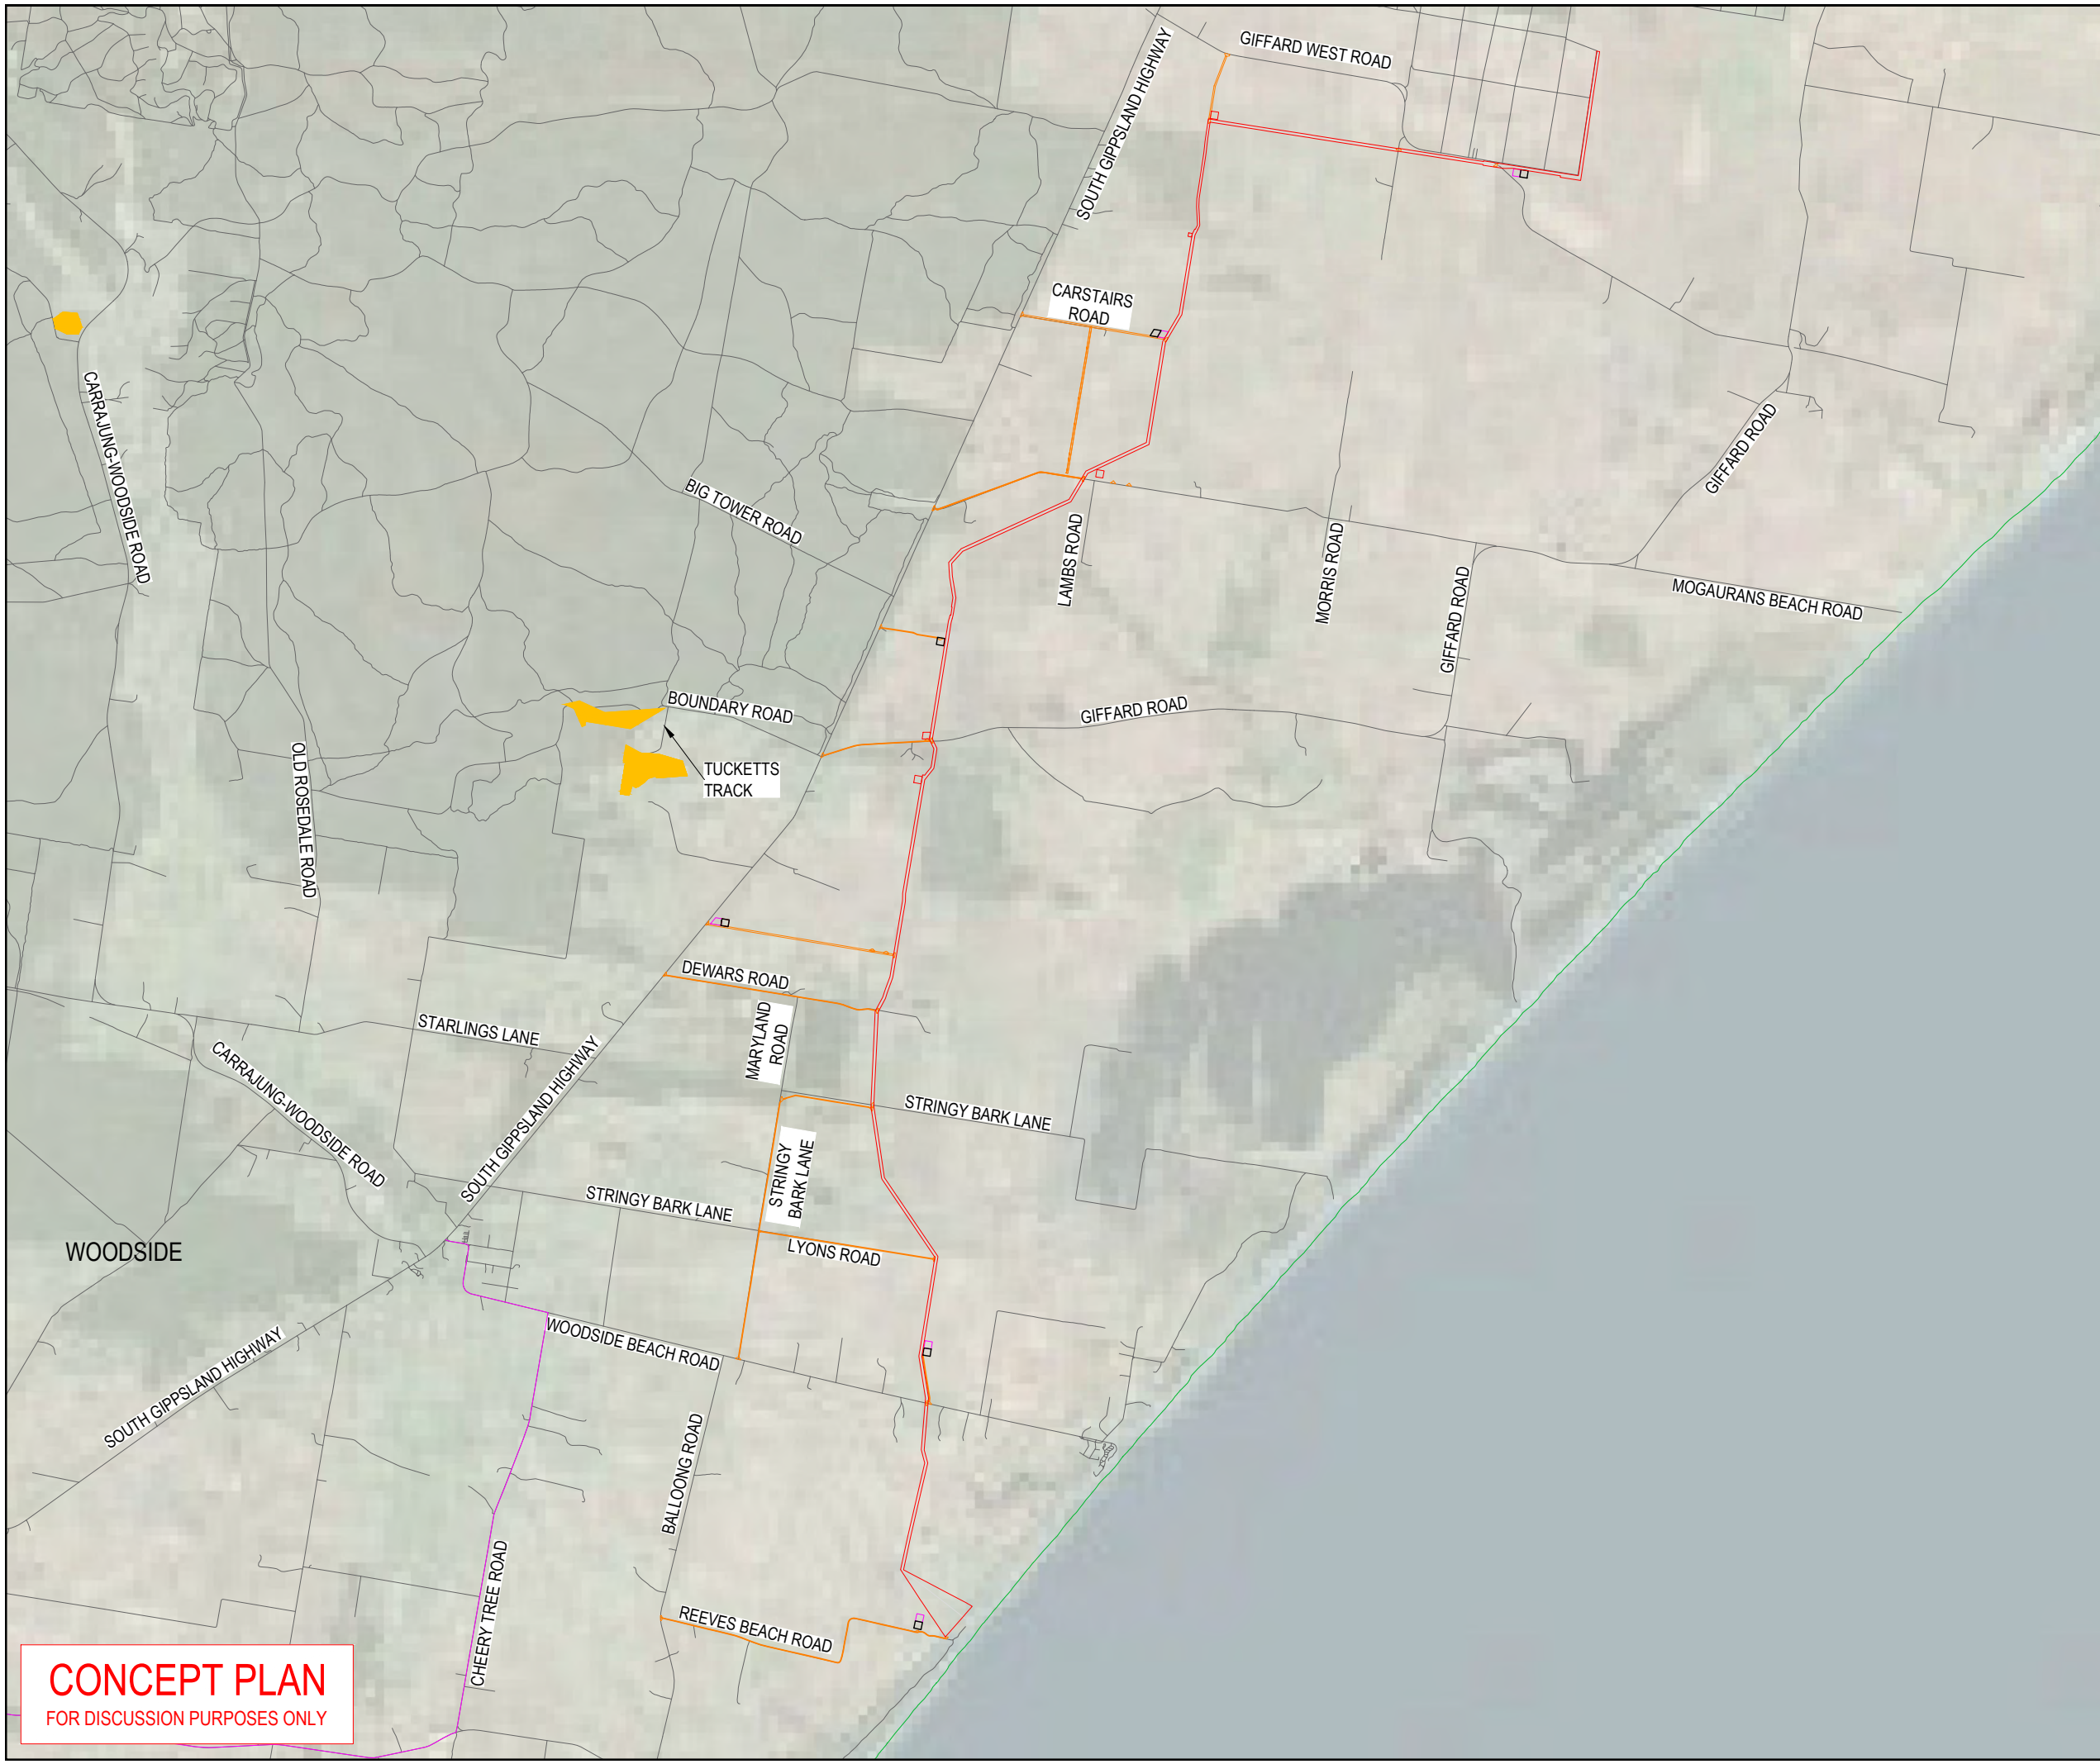 GIFFARD WEST ROAD
SOUTH GIPPSLAND HIGHWAY
CARSTAIRS
ROAD
CARRAJUNG-WOODSIDE ROAD
BIG TOWER ROAD
GIFFARD ROAD
LAMBS ROAD
MORRIS ROAD
GIFFARD ROAD
MOGAURANS BEACH ROAD
BOUNDARY ROAD
GIFFARD ROAD
TUCKETTS
TRACK
OLD ROSEDALE ROAD
DEWARS ROAD
MARYLAND
ROAD
STARLINGS LANE
CARRAJUNG-WOODSIDE ROAD
SOUTH GIPPSLAND HIGHWAY
STRINGY BARK LANE
STRINGY
BARK LANE
STRINGY BARK LANE
LYONS ROAD
WOODSIDE
WOODSIDE BEACH ROAD
SOUTH GIPPSLAND HIGHWAY
BALLOONG ROAD
CHEERY TREE ROAD
REEVES BEACH ROAD
CONCEPT PLAN
FOR DISCUSSION PURPOSES ONLY